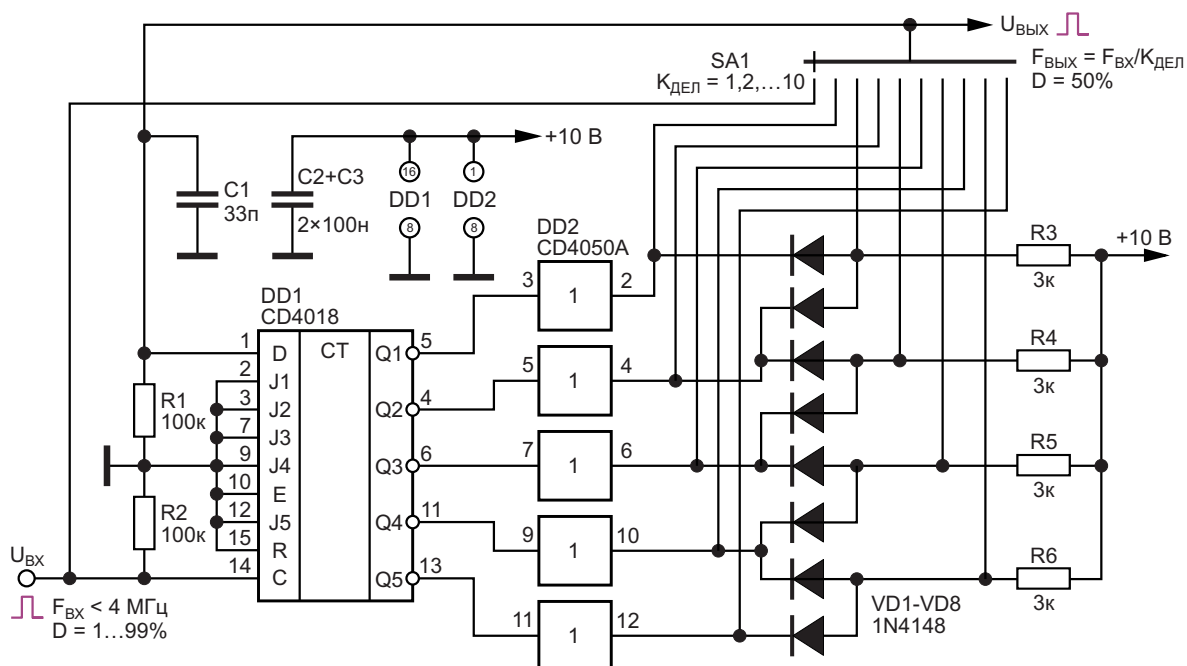 UВЫХ
SA1
KДЕЛ = 1,2,...10
FВЫХ = FВХ/KДЕЛ
D = 50%
+10 В
C1
33п
C2+C3
2×100н
16
DD1
8
1
DD2
8
DD2
CD4050A
3
1
2
5
1
4
7
1
6
9
1
10
11
1
12
R3
3к
+10 В
R4
3к
R5
3к
R6
3к
DD1
CD4018
CT
1
D
2
J1
3
J2
7
J3
9
J4
10
E
12
J5
15
R
14
C
Q1
5
Q2
4
Q3
6
Q4
11
Q5
13
R1
100к
R2
100к
UВХ
FВХ < 4 МГц
D = 1...99%
VD1-VD8
1N4148